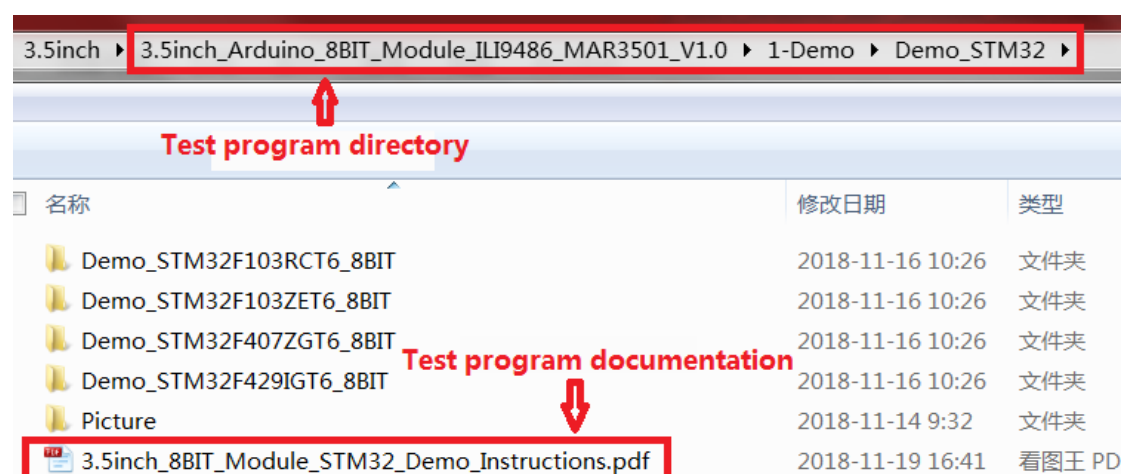 3.5inch ▶ 3.5inch_Arduino_8BIT_Module_ILI9486_MAR3501_V1.0 ▶ 1-Demo ▶ Demo_STM32 ▶
Test program directory
名称 修改日期 类型
Demo_STM32F103RCT6_8BIT 2018-11-16 10:26 文件夹
Demo_STM32F103ZET6_8BIT 2018-11-16 10:26 文件夹
Demo_STM32F407ZGT6_8BIT 2018-11-16 10:26 文件夹
Test program documentation
Demo_STM32F429IGT6_8BIT 2018-11-16 10:26 文件夹
Picture 2018-11-14 9:32 文件夹
3.5inch_8BIT_Module_STM32_Demo_Instructions.pdf 2018-11-19 16:41 看图王 PD